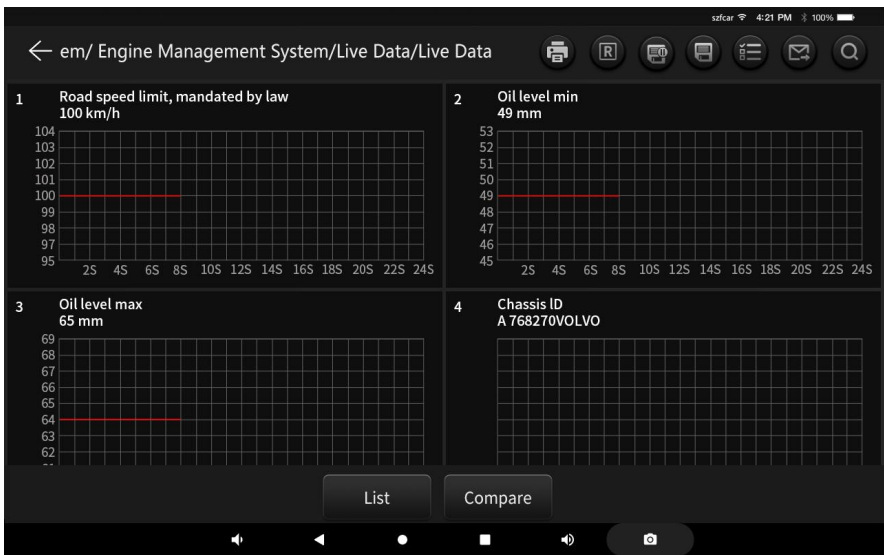 szfcar 4:21 PM 100%
em/ Engine Management System/Live Data/Live Data
R
1 Road speed limit, mandated by law
100 km/h
104
103
102
101
100
99
98
97
95
2S 4S 6S 8S 10S 12S 14S 16S 18S 20S 22S 24S
2 Oil level min
49 mm
53
52
51
50
49
48
47
46
45
2S 4S 6S 8S 10S 12S 14S 16S 18S 20S 22S 24S
3 Oil level max
65 mm
69
68
67
66
65
64
63
62
4 Chassis lD
A 768270VOLVO
List Compare